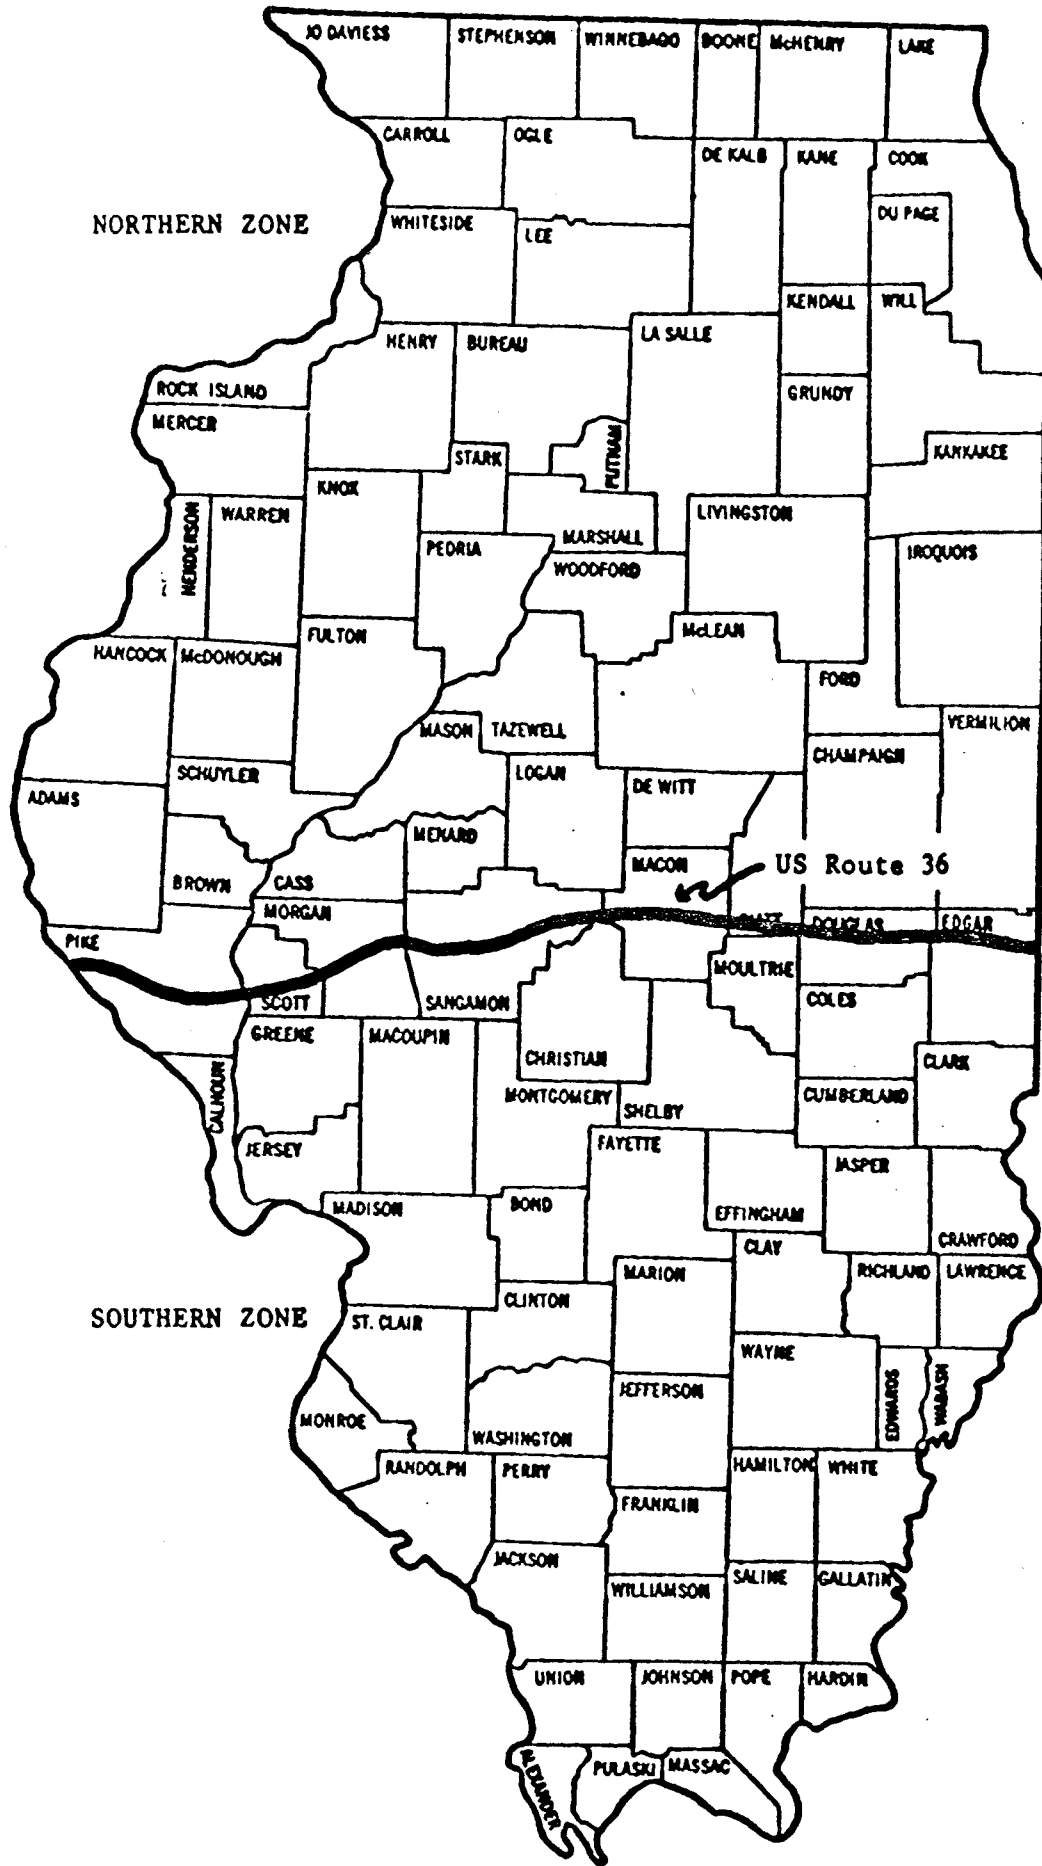 JO DAVIESS
STEPHENSON
WINNEBAGO
BOONE
McHENRY
LAKE
CARROLL
OGLE
DE KALB
KANE
COOK
NORTHERN ZONE
WHITESIDE
LEE
DU PAGE
HENRY
BUREAU
LA SALLE
KENDALL
WILL
ROCK ISLAND
MERCER
GRUNDY
STARK
PUTNAM
KANKAKEE
KNOX
HENDERSON
WARREN
LIVINGSTON
PEORIA
MARSHALL
WOODFORD
IROQUOIS
HANCOCK
McDONOUGH
FULTON
McLEAN
FORD
MASON
TAZEWELL
VERMILION
ADAMS
SCHUYLER
LOGAN
DE WITT
CHAMPAIGN
MENARD
MACON
US Route 36
BROWN
CASS
MORGAN
PIATT
DOUGLAS
EDGAR
PIKE
SCOTT
SANGAMON
MOULTRIE
COLES
GREENE
MACOUPIN
CHRISTIAN
CLARK
CALHOUN
MONTGOMERY
SHELBY
CUMBERLAND
JERSEY
FAYETTE
JASPER
MADISON
BOND
EFFINGHAM
CLAY
CRAWFORD
MARION
RICHLAND
LAWRENCE
SOUTHERN ZONE
ST. CLAIR
CLINTON
WAYNE
EDWARDS
WABASH
MONROE
WASHINGTON
JEFFERSON
RANDOLPH
PERRY
HAMILTON
WHITE
FRANKLIN
JACKSON
WILLIAMSON
SALINE
GALLATIN
UNION
JOHNSON
POPE
HARDIN
ALEXANDER
PULASKI
MASSAC